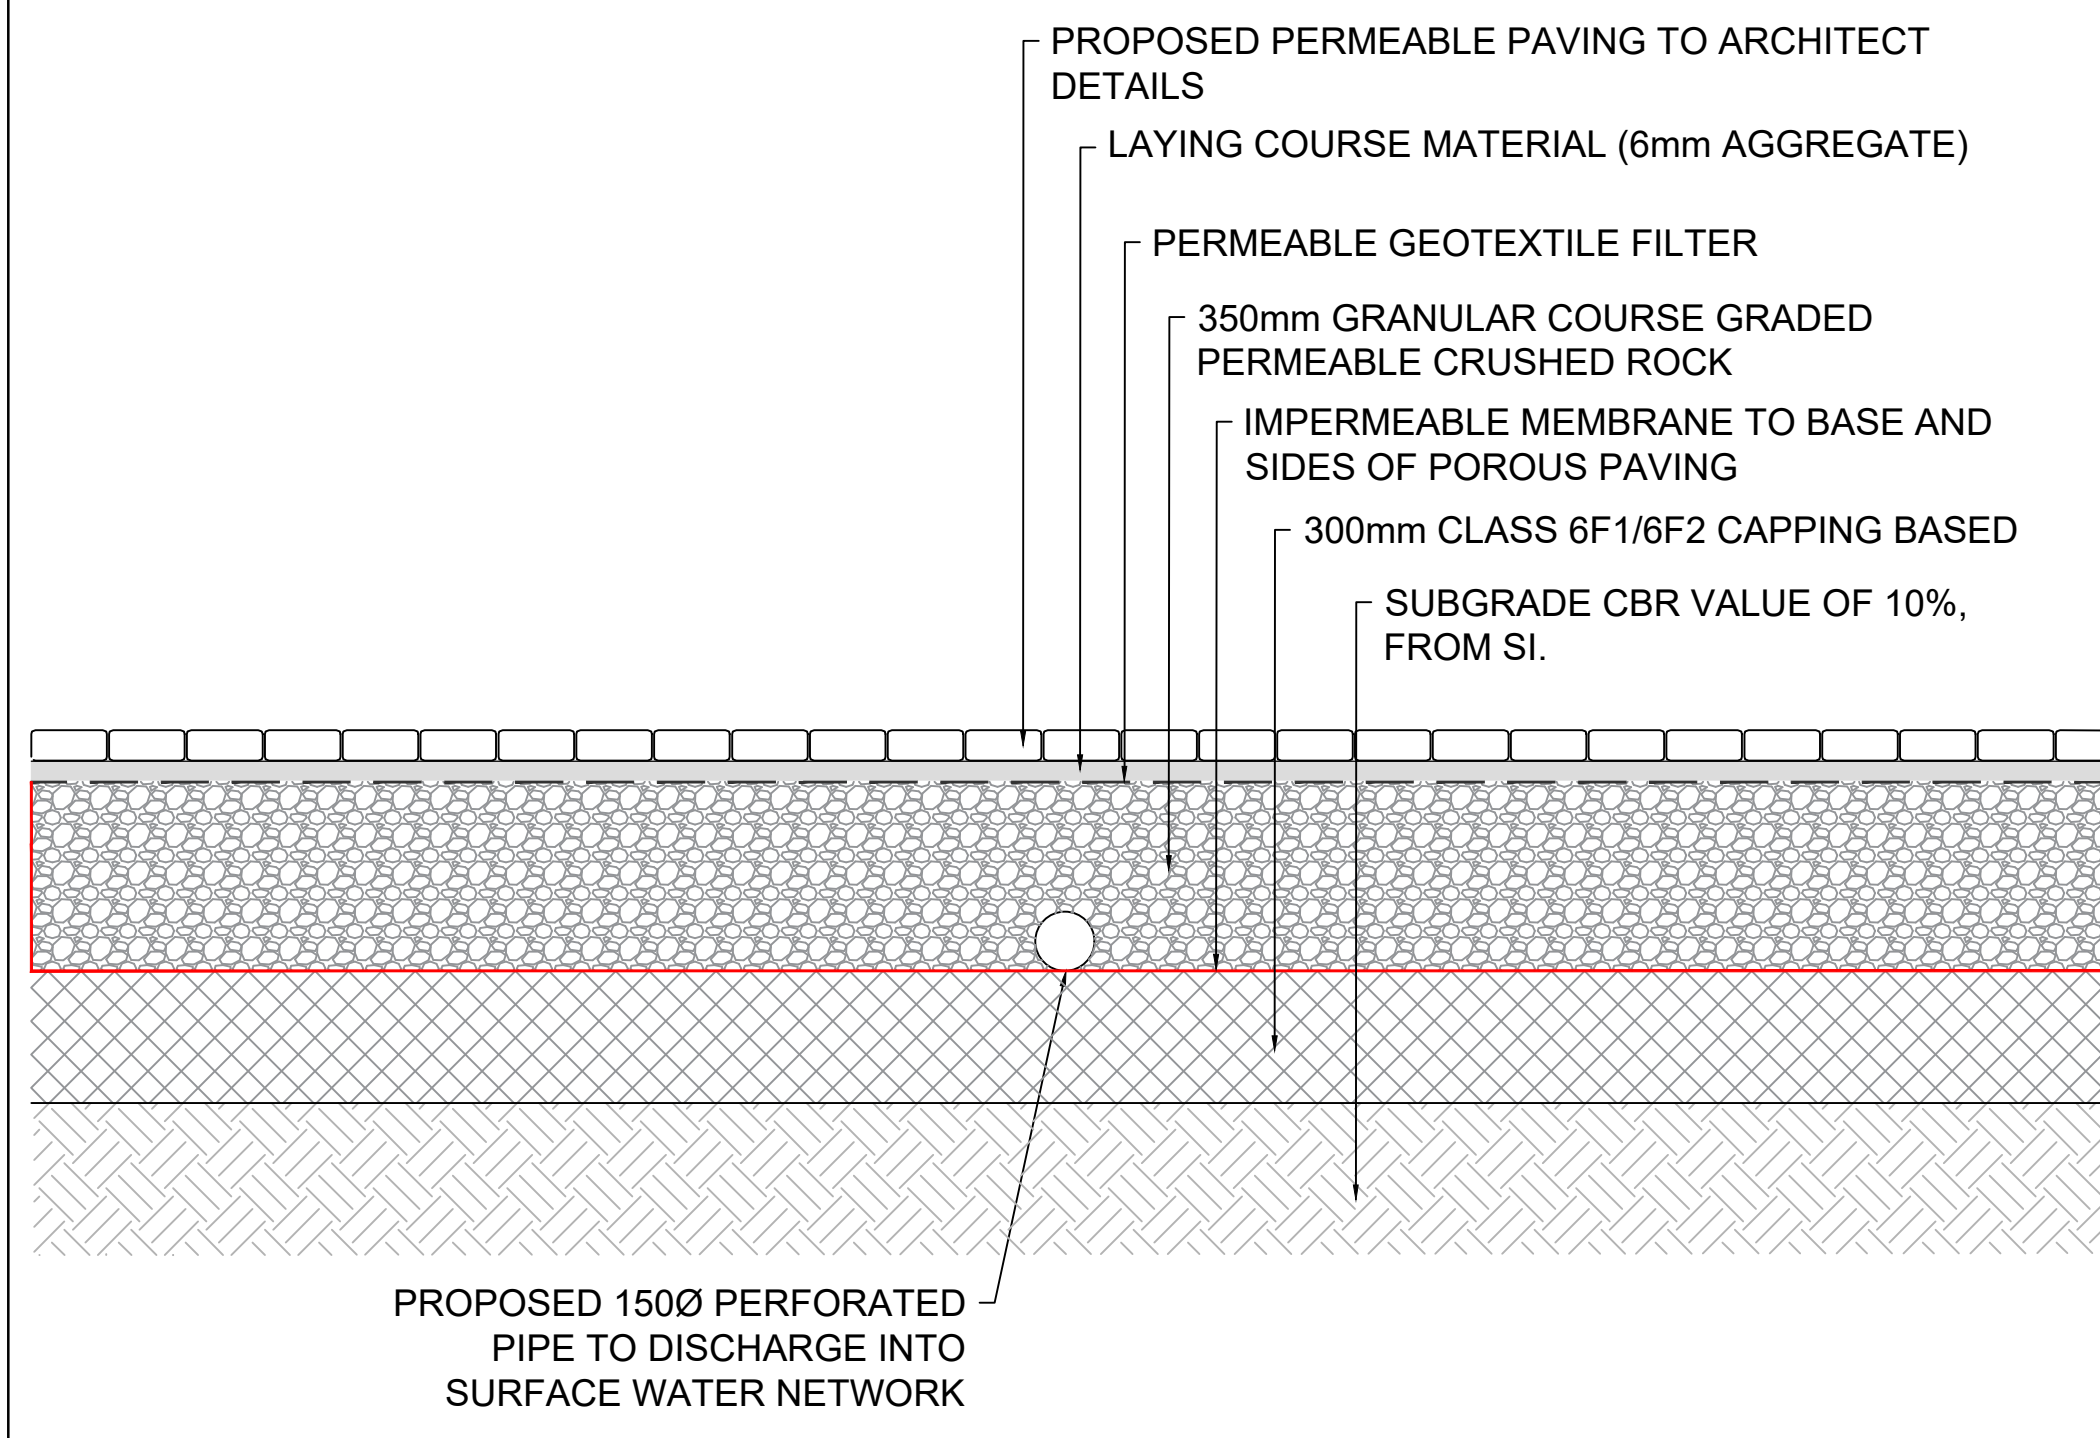 PROPOSED PERMEABLE PAVING TO ARCHITECT
DETAILS
LAYING COURSE MATERIAL (6mm AGGREGATE)
PERMEABLE GEOTEXTILE FILTER
350mm GRANULAR COURSE GRADED
PERMEABLE CRUSHED ROCK
IMPERMEABLE MEMBRANE TO BASE AND
SIDES OF POROUS PAVING
300mm CLASS 6F1/6F2 CAPPING BASED
SUBGRADE CBR VALUE OF 10%,
FROM SI.
PROPOSED 150Ø PERFORATED
PIPE TO DISCHARGE INTO
SURFACE WATER NETWORK